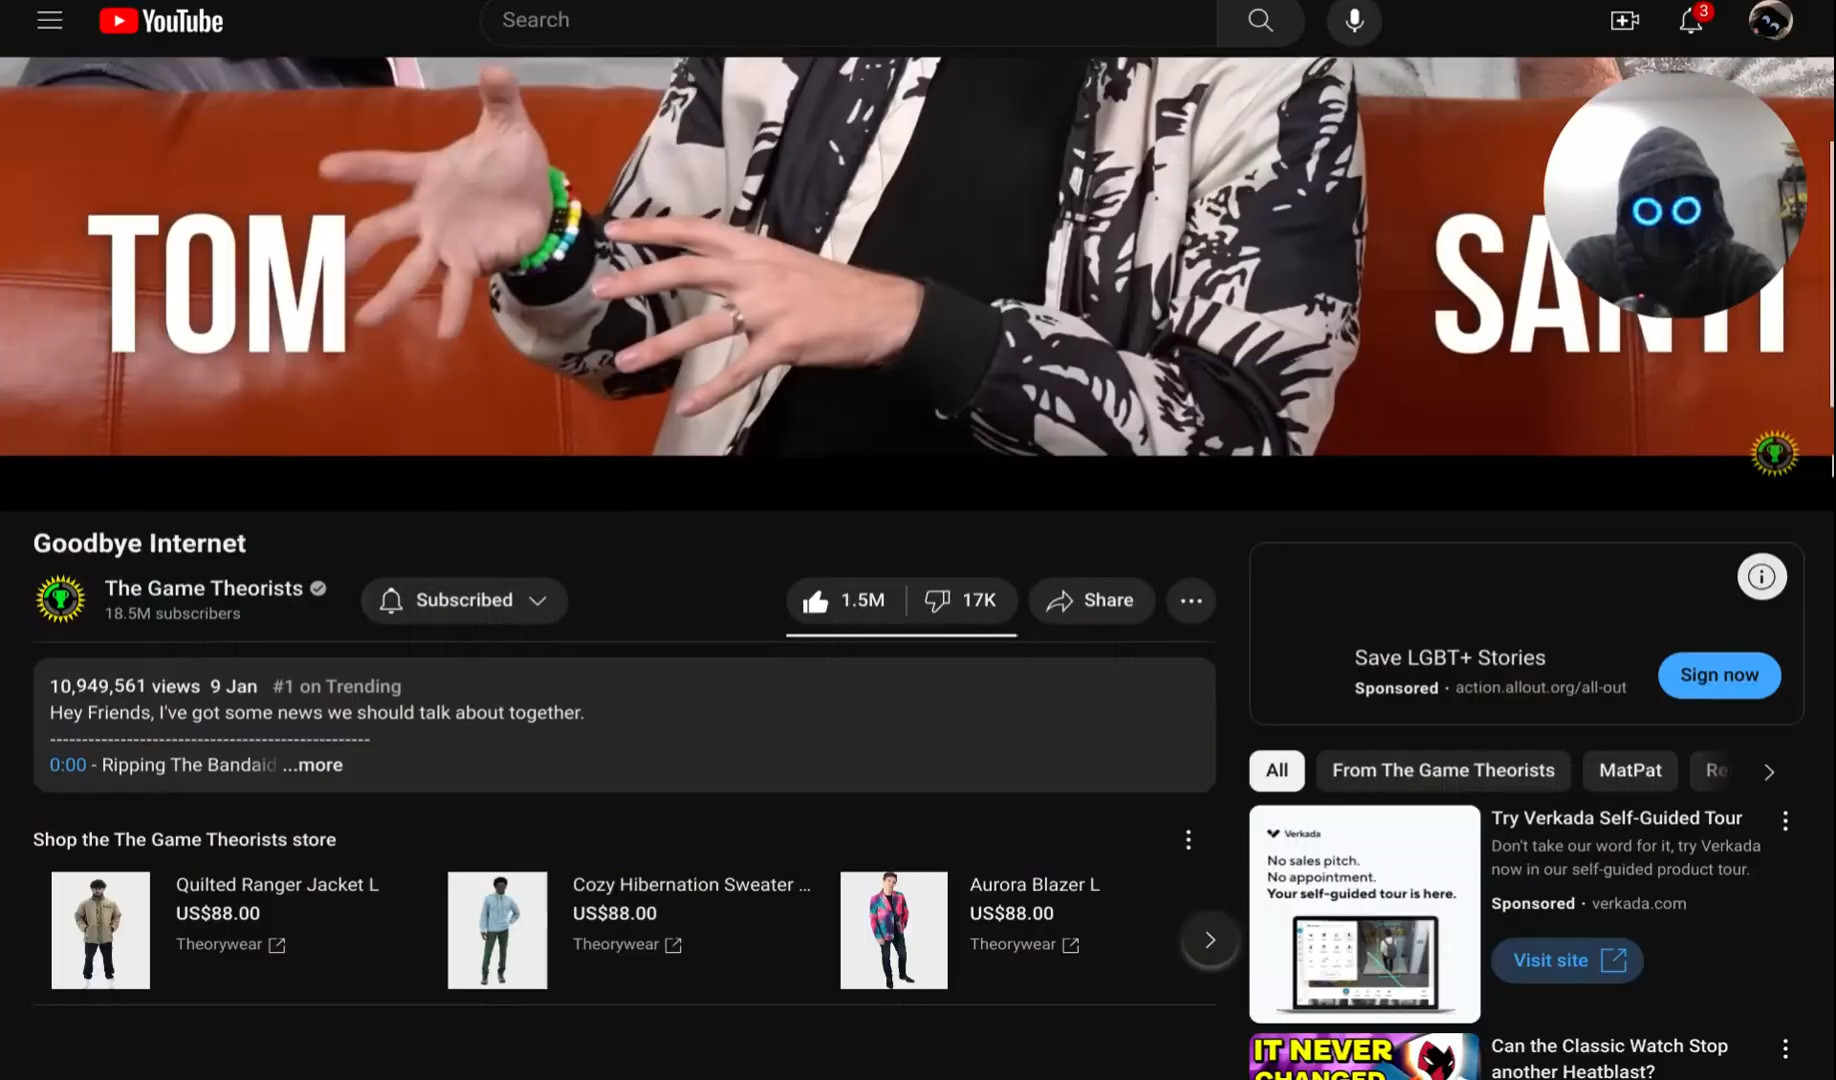 YouTube
Search
3
TOM
Goodbye Internet
The Game Theorists
18.5M subscribers
Subscribed
1.5M
17K
Share
10,949,561 views 9 Jan #1 on Trending
Hey Friends, I've got some news we should talk about together.
--------------------------------------------------
0:00 - Ripping The Bandaid ...more
Shop the The Game Theorists store
Quilted Ranger Jacket L
US$88.00
Theorywear
Cozy Hibernation Sweater ...
US$88.00
Theorywear
Aurora Blazer L
US$88.00
Theorywear
Save LGBT+ Stories
Sponsored · action.allout.org/all-out
Sign now
All
From The Game Theorists
MatPat
Re
Verkada
No sales pitch.
No appointment.
Your self-guided tour is here.
Try Verkada Self-Guided Tour
Don't take our word for it, try Verkada
now in our self-guided product tour.
Sponsored · verkada.com
Visit site
IT NEVER
CHANGED
Can the Classic Watch Stop
another Heatblast?